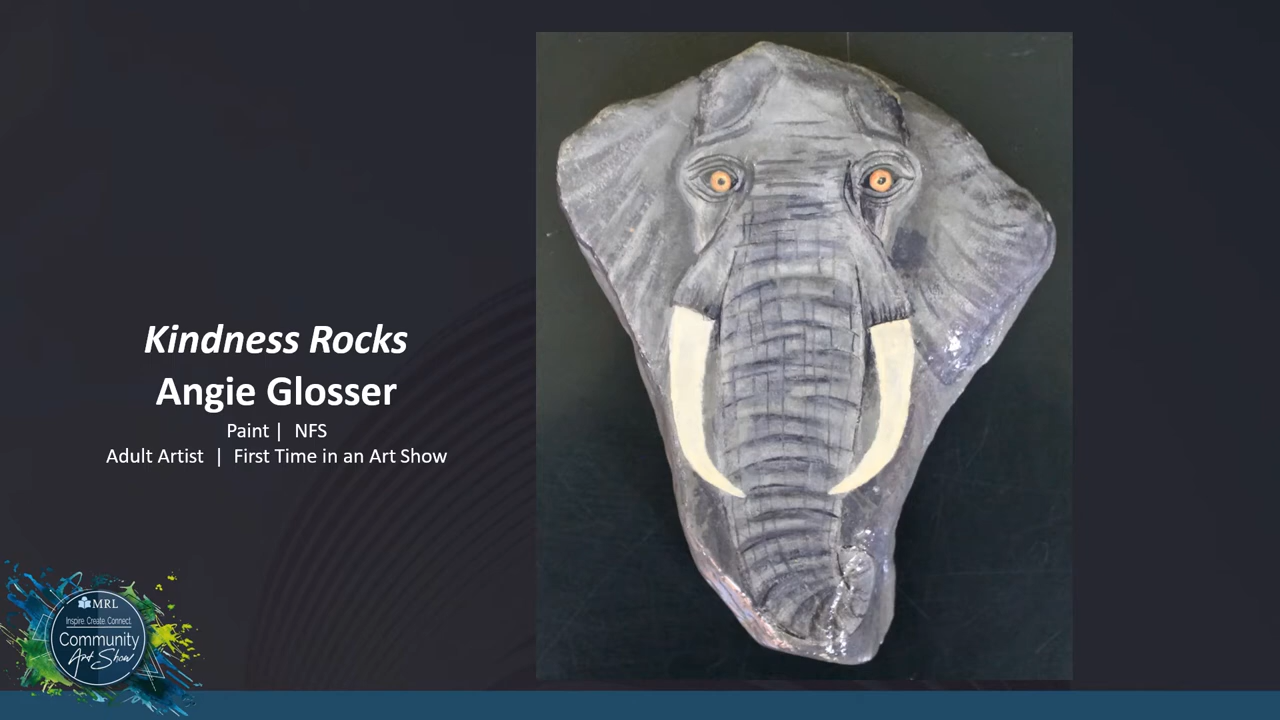 Kindness Rocks
Angie Glosser
Paint | NFS
Adult Artist | First Time in an Art Show
MRL
Inspire. Create. Connect.
Community
Art Show